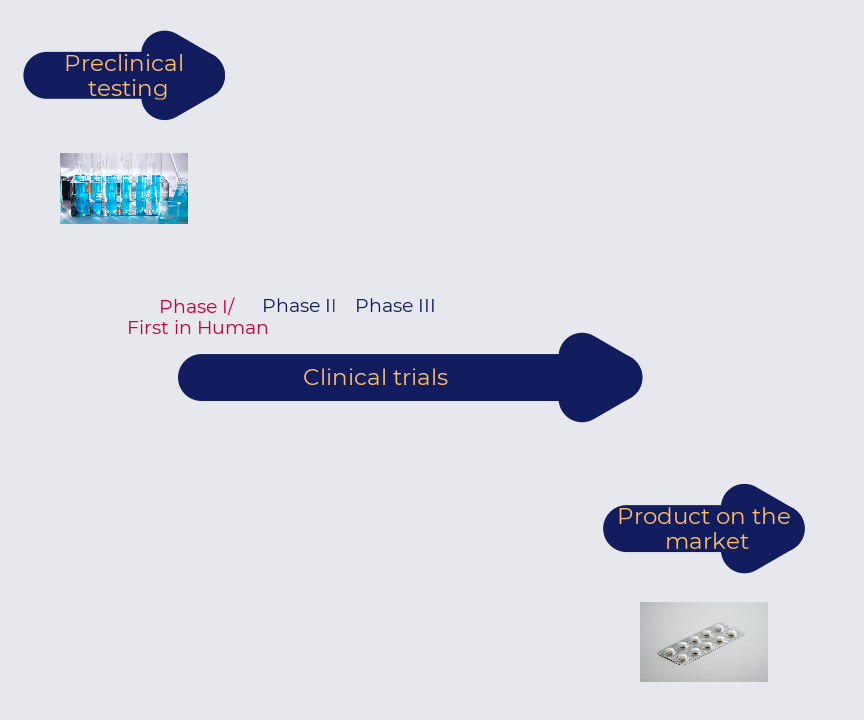 Preclinical
testing
Phase I/
First in Human
Phase II
Phase III
Clinical trials
Product on the
market